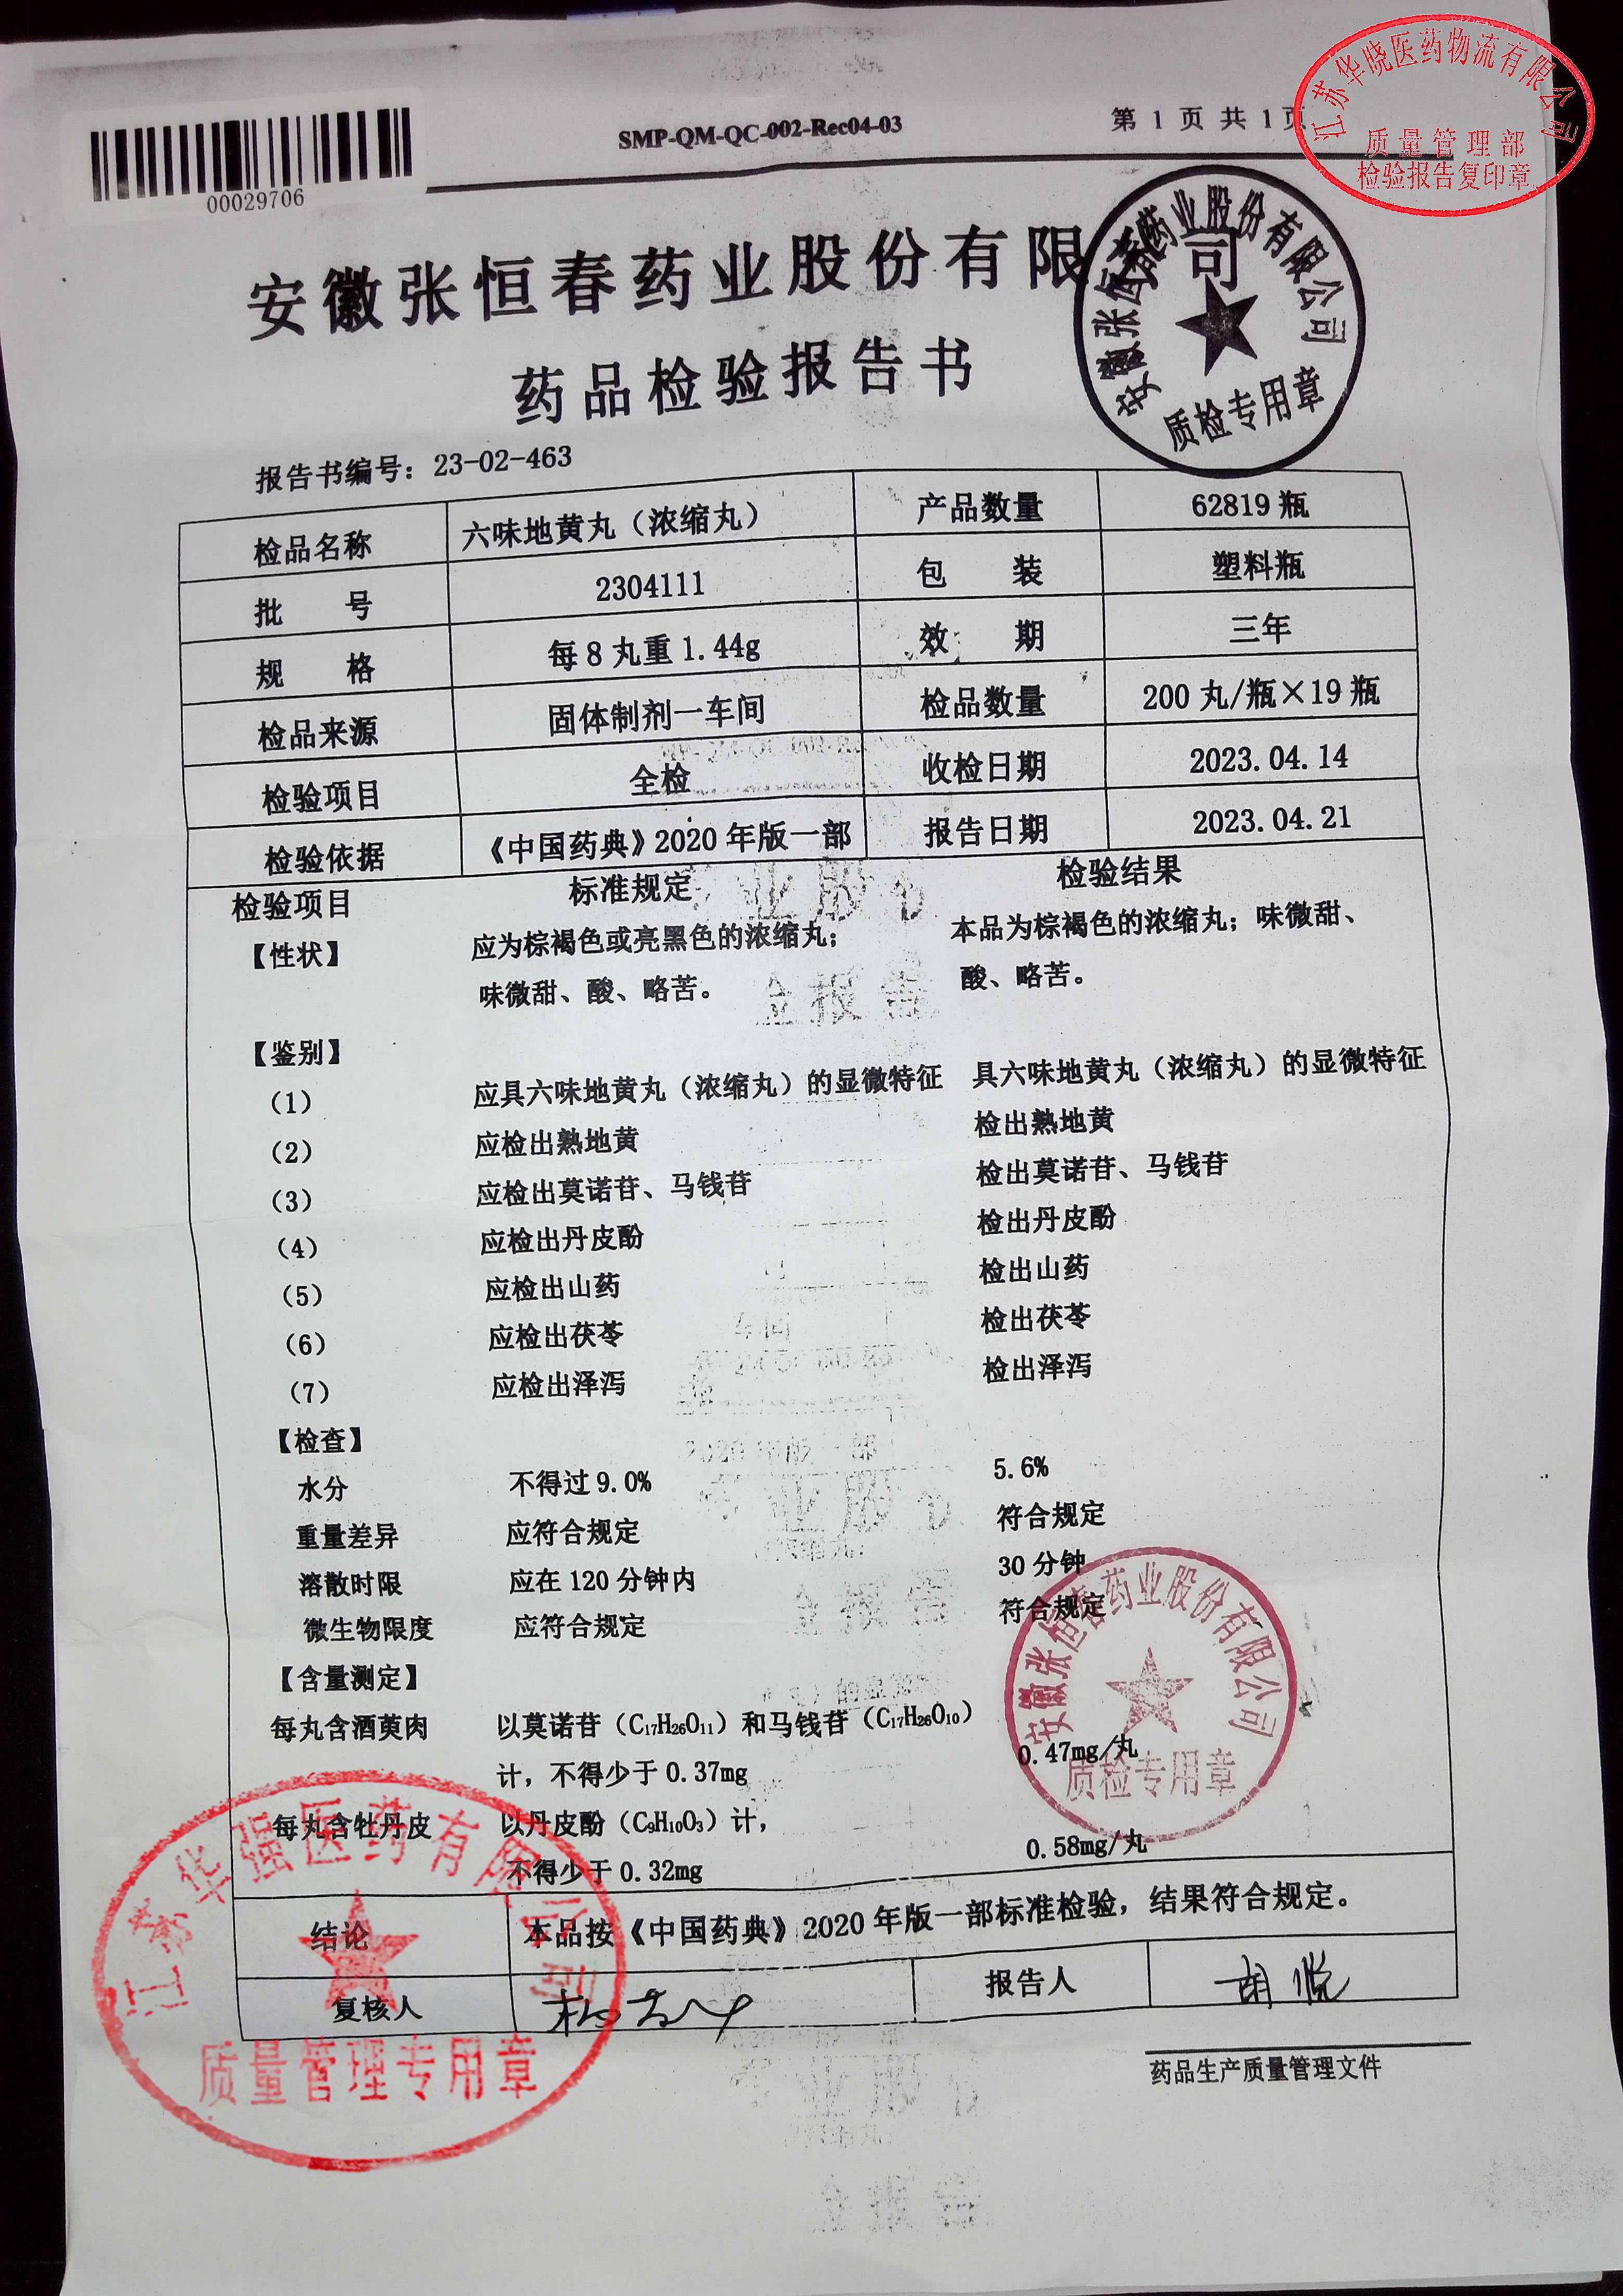 江苏华晓医药物流有限公司
质量管理部
检验报告复印章
00029706
SMP-QM-QC-002-Rec04-03
第 1 页 共 1 页
安徽张恒春药业股份有限 司
安徽张恒春药业股份有限公司
质检专用章
药品检验报告书
报告书编号：23-02-463
检品名称 六味地黄丸（浓缩丸） 产品数量 62819 瓶
批 号 2304111 包 装 塑料瓶
规 格 每 8 丸重 1.44g 效 期 三年
检品来源 固体制剂一车间 检品数量 200 丸/瓶×19 瓶
检验项目 全检 收检日期 2023.04.14
检验依据 《中国药典》2020 年版一部 报告日期 2023.04.21
检验项目 标准规定 检验结果
【性状】 应为棕褐色或亮黑色的浓缩丸； 本品为棕褐色的浓缩丸；味微甜、
味微甜、酸、略苦。 酸、略苦。
【鉴别】
（1） 应具六味地黄丸（浓缩丸）的显微特征 具六味地黄丸（浓缩丸）的显微特征
（2） 应检出熟地黄 检出熟地黄
（3） 应检出莫诺苷、马钱苷 检出莫诺苷、马钱苷
（4） 应检出丹皮酚 检出丹皮酚
（5） 应检出山药 检出山药
（6） 应检出茯苓 检出茯苓
（7） 应检出泽泻 检出泽泻
【检查】
水分 不得过 9.0% 5.6%
重量差异 应符合规定 符合规定
溶散时限 应在 120 分钟内 30 分钟
微生物限度 应符合规定 符合规定
【含量测定】
每丸含酒萸肉 以莫诺苷（C₁₇H₂₆O₁₁）和马钱苷（C₁₇H₂₆O₁₀）
计，不得少于 0.37mg 0.47mg/丸
每丸含牡丹皮 以丹皮酚（C₉H₁₀O₃）计，
不得少于 0.32mg 0.58mg/丸
安徽张恒春药业股份有限公司
质检专用章
结论 本品按《中国药典》2020 年版一部标准检验，结果符合规定。
复核人 报告人 胡悦
江苏华强医药有限公司
质量管理专用章
药品生产质量管理文件